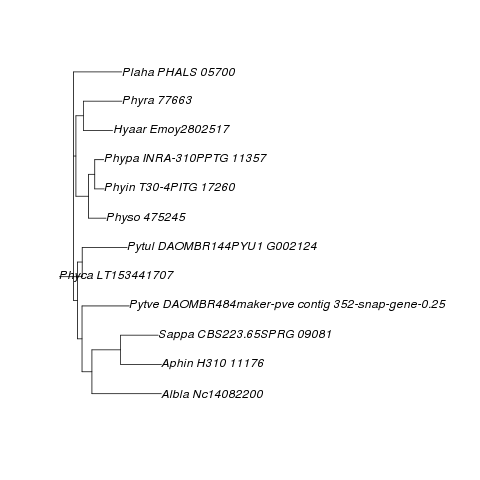 Plaha PHALS 05700
Phyra 77663
Hyaar Emoy2802517
Phypa INRA-310PPTG 11357
Phyin T30-4PITG 17260
Physo 475245
Pytul DAOMBR144PYU1 G002124
Phyca LT153441707
Pytve DAOMBR484maker-pve contig 352-snap-gene-0.25
Sappa CBS223.65SPRG 09081
Aphin H310 11176
Albla Nc14082200